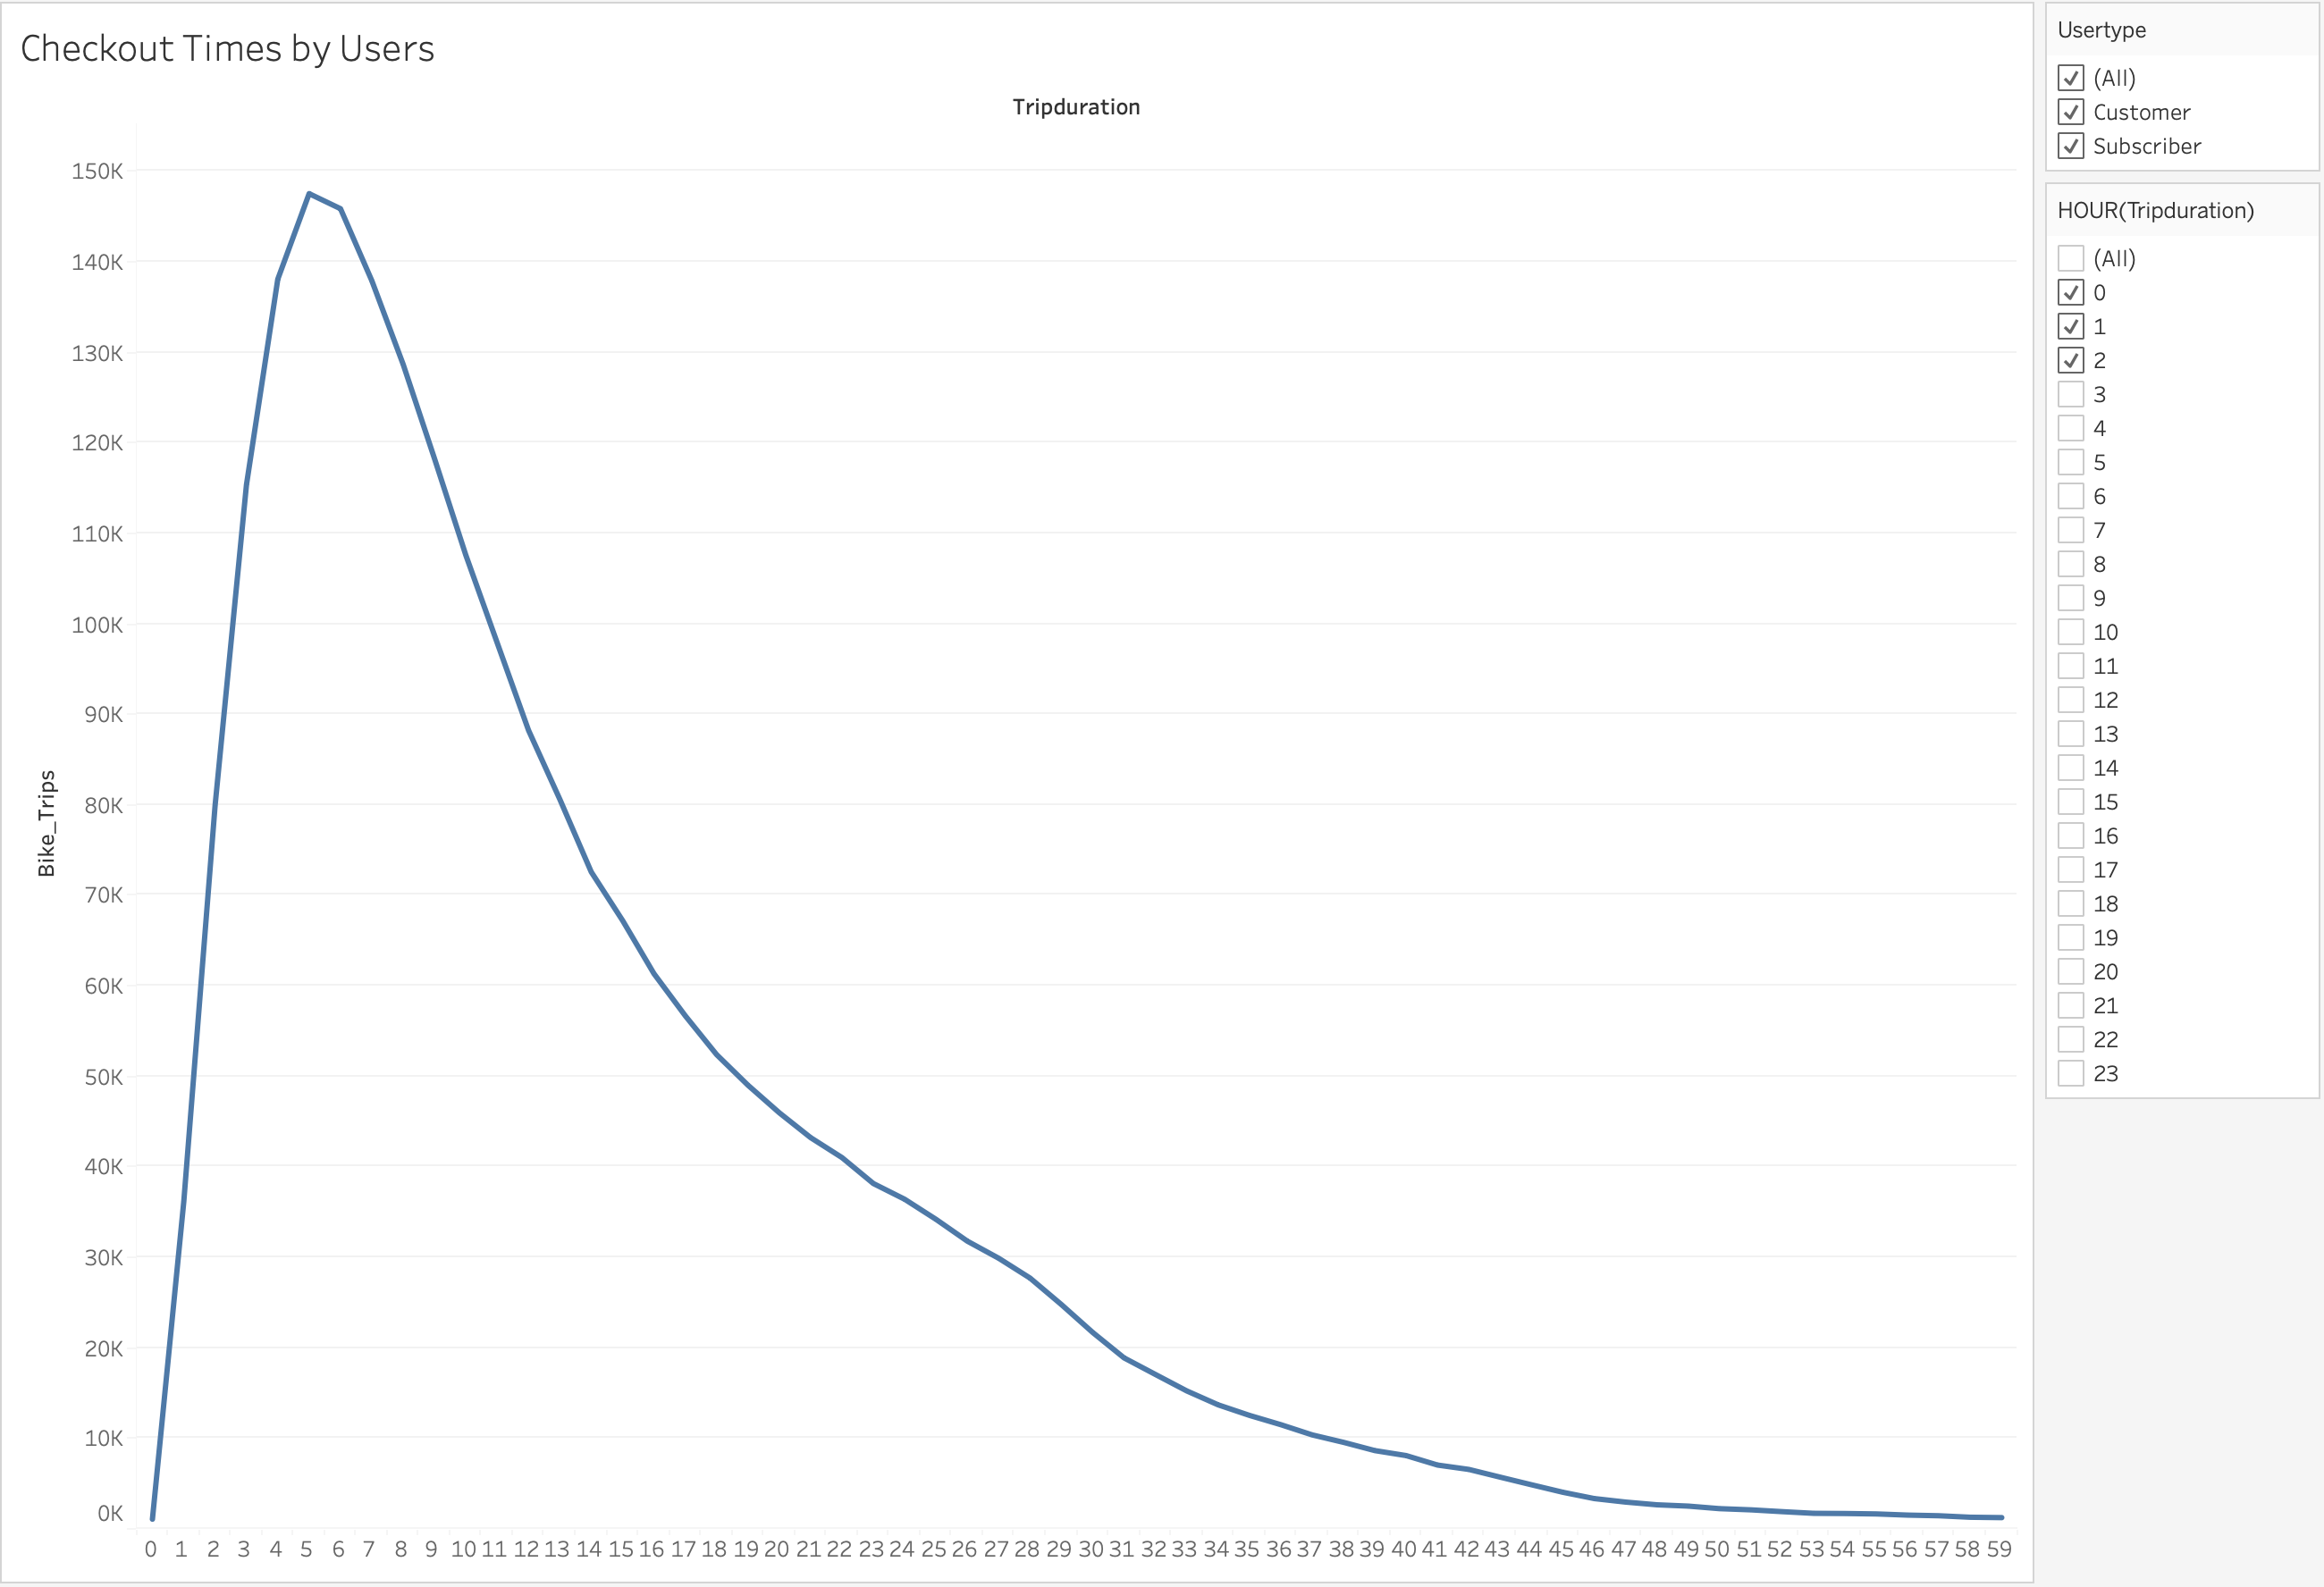 Checkout Times by Users
Tripduration
150K
140K
130K
120K
110K
100K
90K
80K
70K
60K
50K
40K
30K
20K
10K
0K
Bike_Trips
0 1 2 3 4 5 6 7 8 9 10 11 12 13 14 15 16 17 18 19 20 21 22 23 24 25 26 27 28 29 30 31 32 33 34 35 36 37 38 39 40 41 42 43 44 45 46 47 48 49 50 51 52 53 54 55 56 57 58 59
Usertype
(All)
Customer
Subscriber
HOUR(Tripduration)
(All)
0
1
2
3
4
5
6
7
8
9
10
11
12
13
14
15
16
17
18
19
20
21
22
23